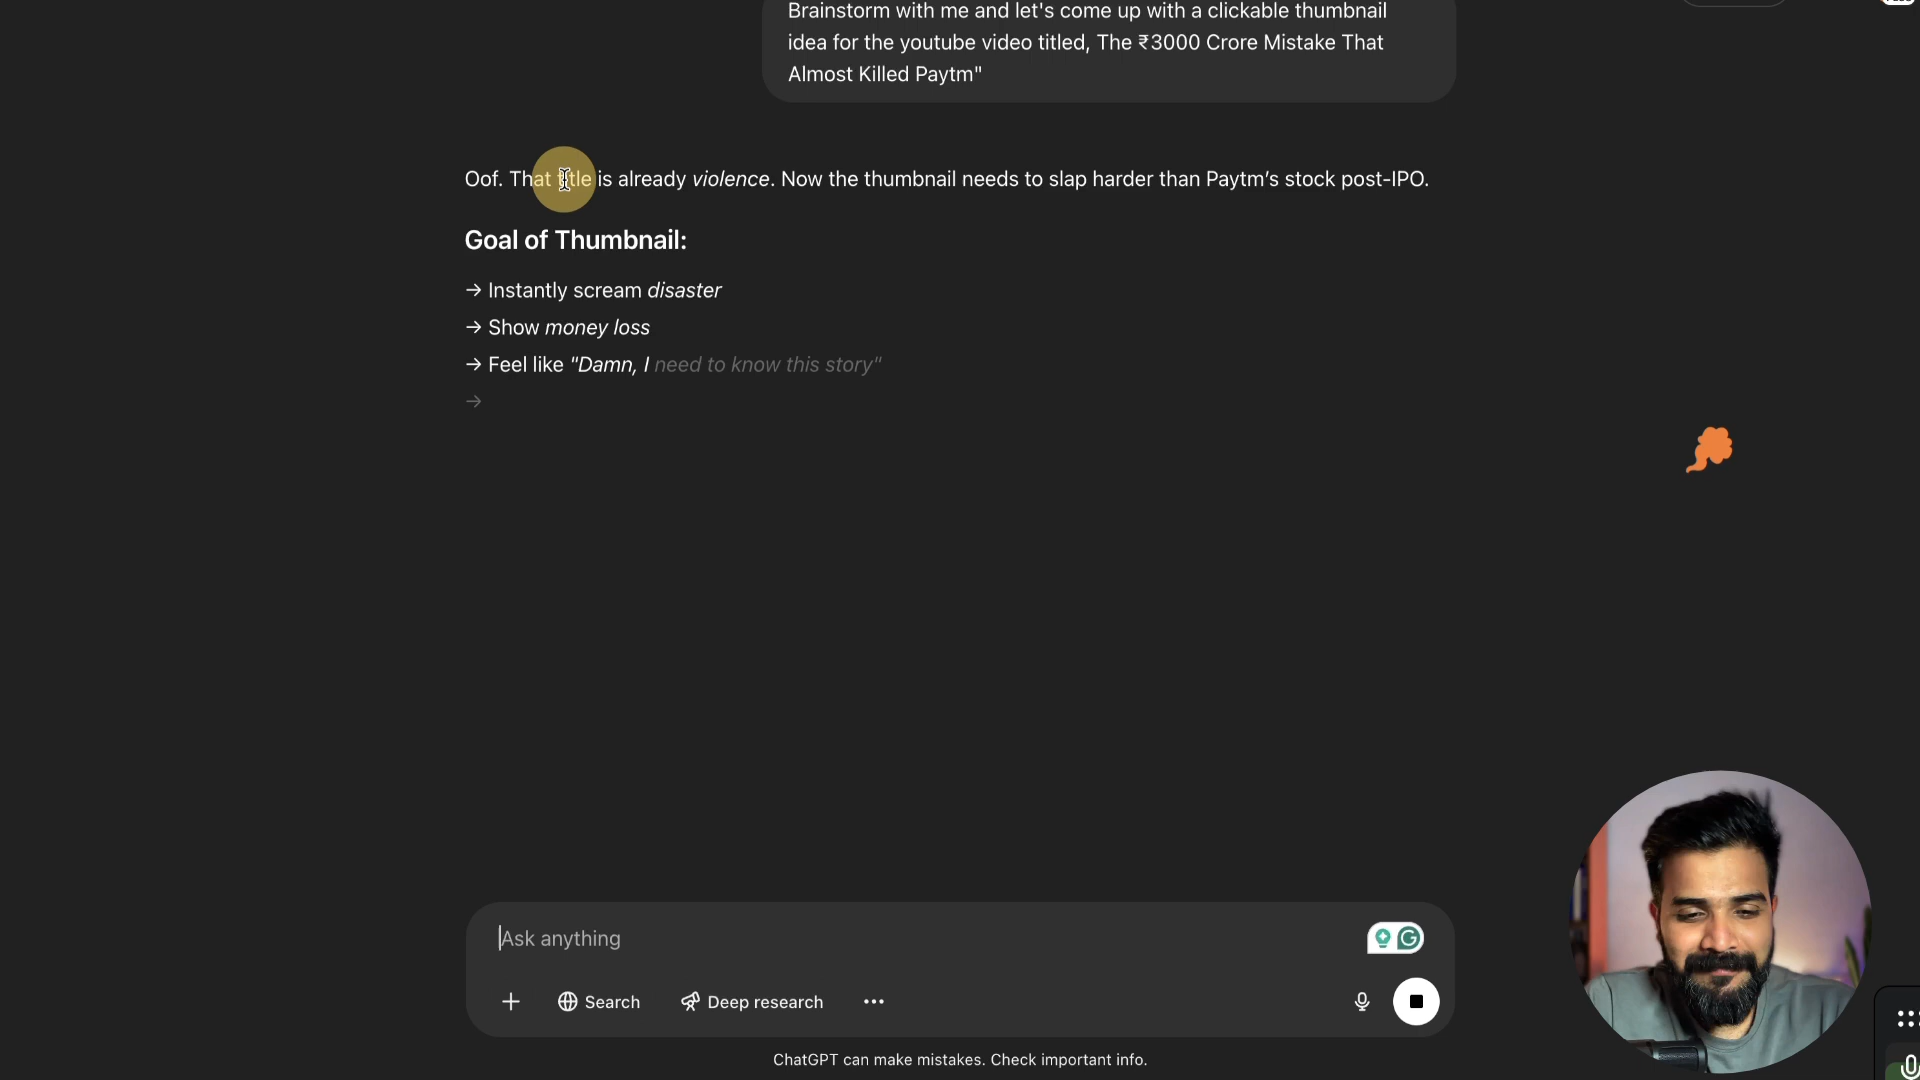 Brainstorm with me and let's come up with a clickable thumbnail
idea for the youtube video titled, The ₹3000 Crore Mistake That
Almost Killed Paytm"
Oof. That title is already violence. Now the thumbnail needs to slap harder than Paytm’s stock post-IPO.
Goal of Thumbnail:
→ Instantly scream disaster
→ Show money loss
→ Feel like "Damn, I need to know this story"
→
Ask anything
Search
Deep research
ChatGPT can make mistakes. Check important info.